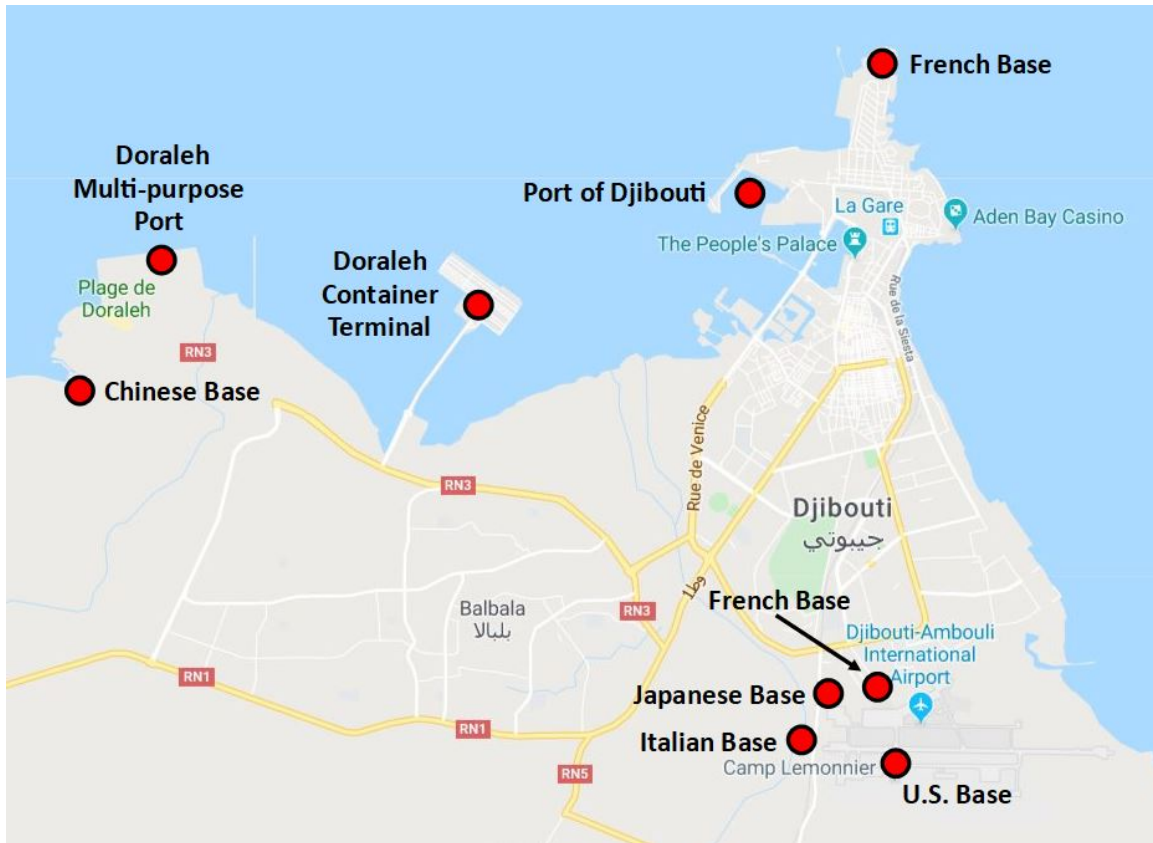 French Base
Doraleh
Multi-purpose
Port
Port of Djibouti
La Gare
Aden Bay Casino
The People's Palace
Plage de
Doraleh
Doraleh
Container
Terminal
Rue de la Siesta
RN3
Chinese Base
Rue de Venice
RN3
Djibouti
جيبوتي
وطا1
French Base
Balbala
بلبالا
RN3
Djibouti-Ambouli
International
Airport
RN1
Japanese Base
RN1
Italian Base
Camp Lemonnier
RN5
U.S. Base